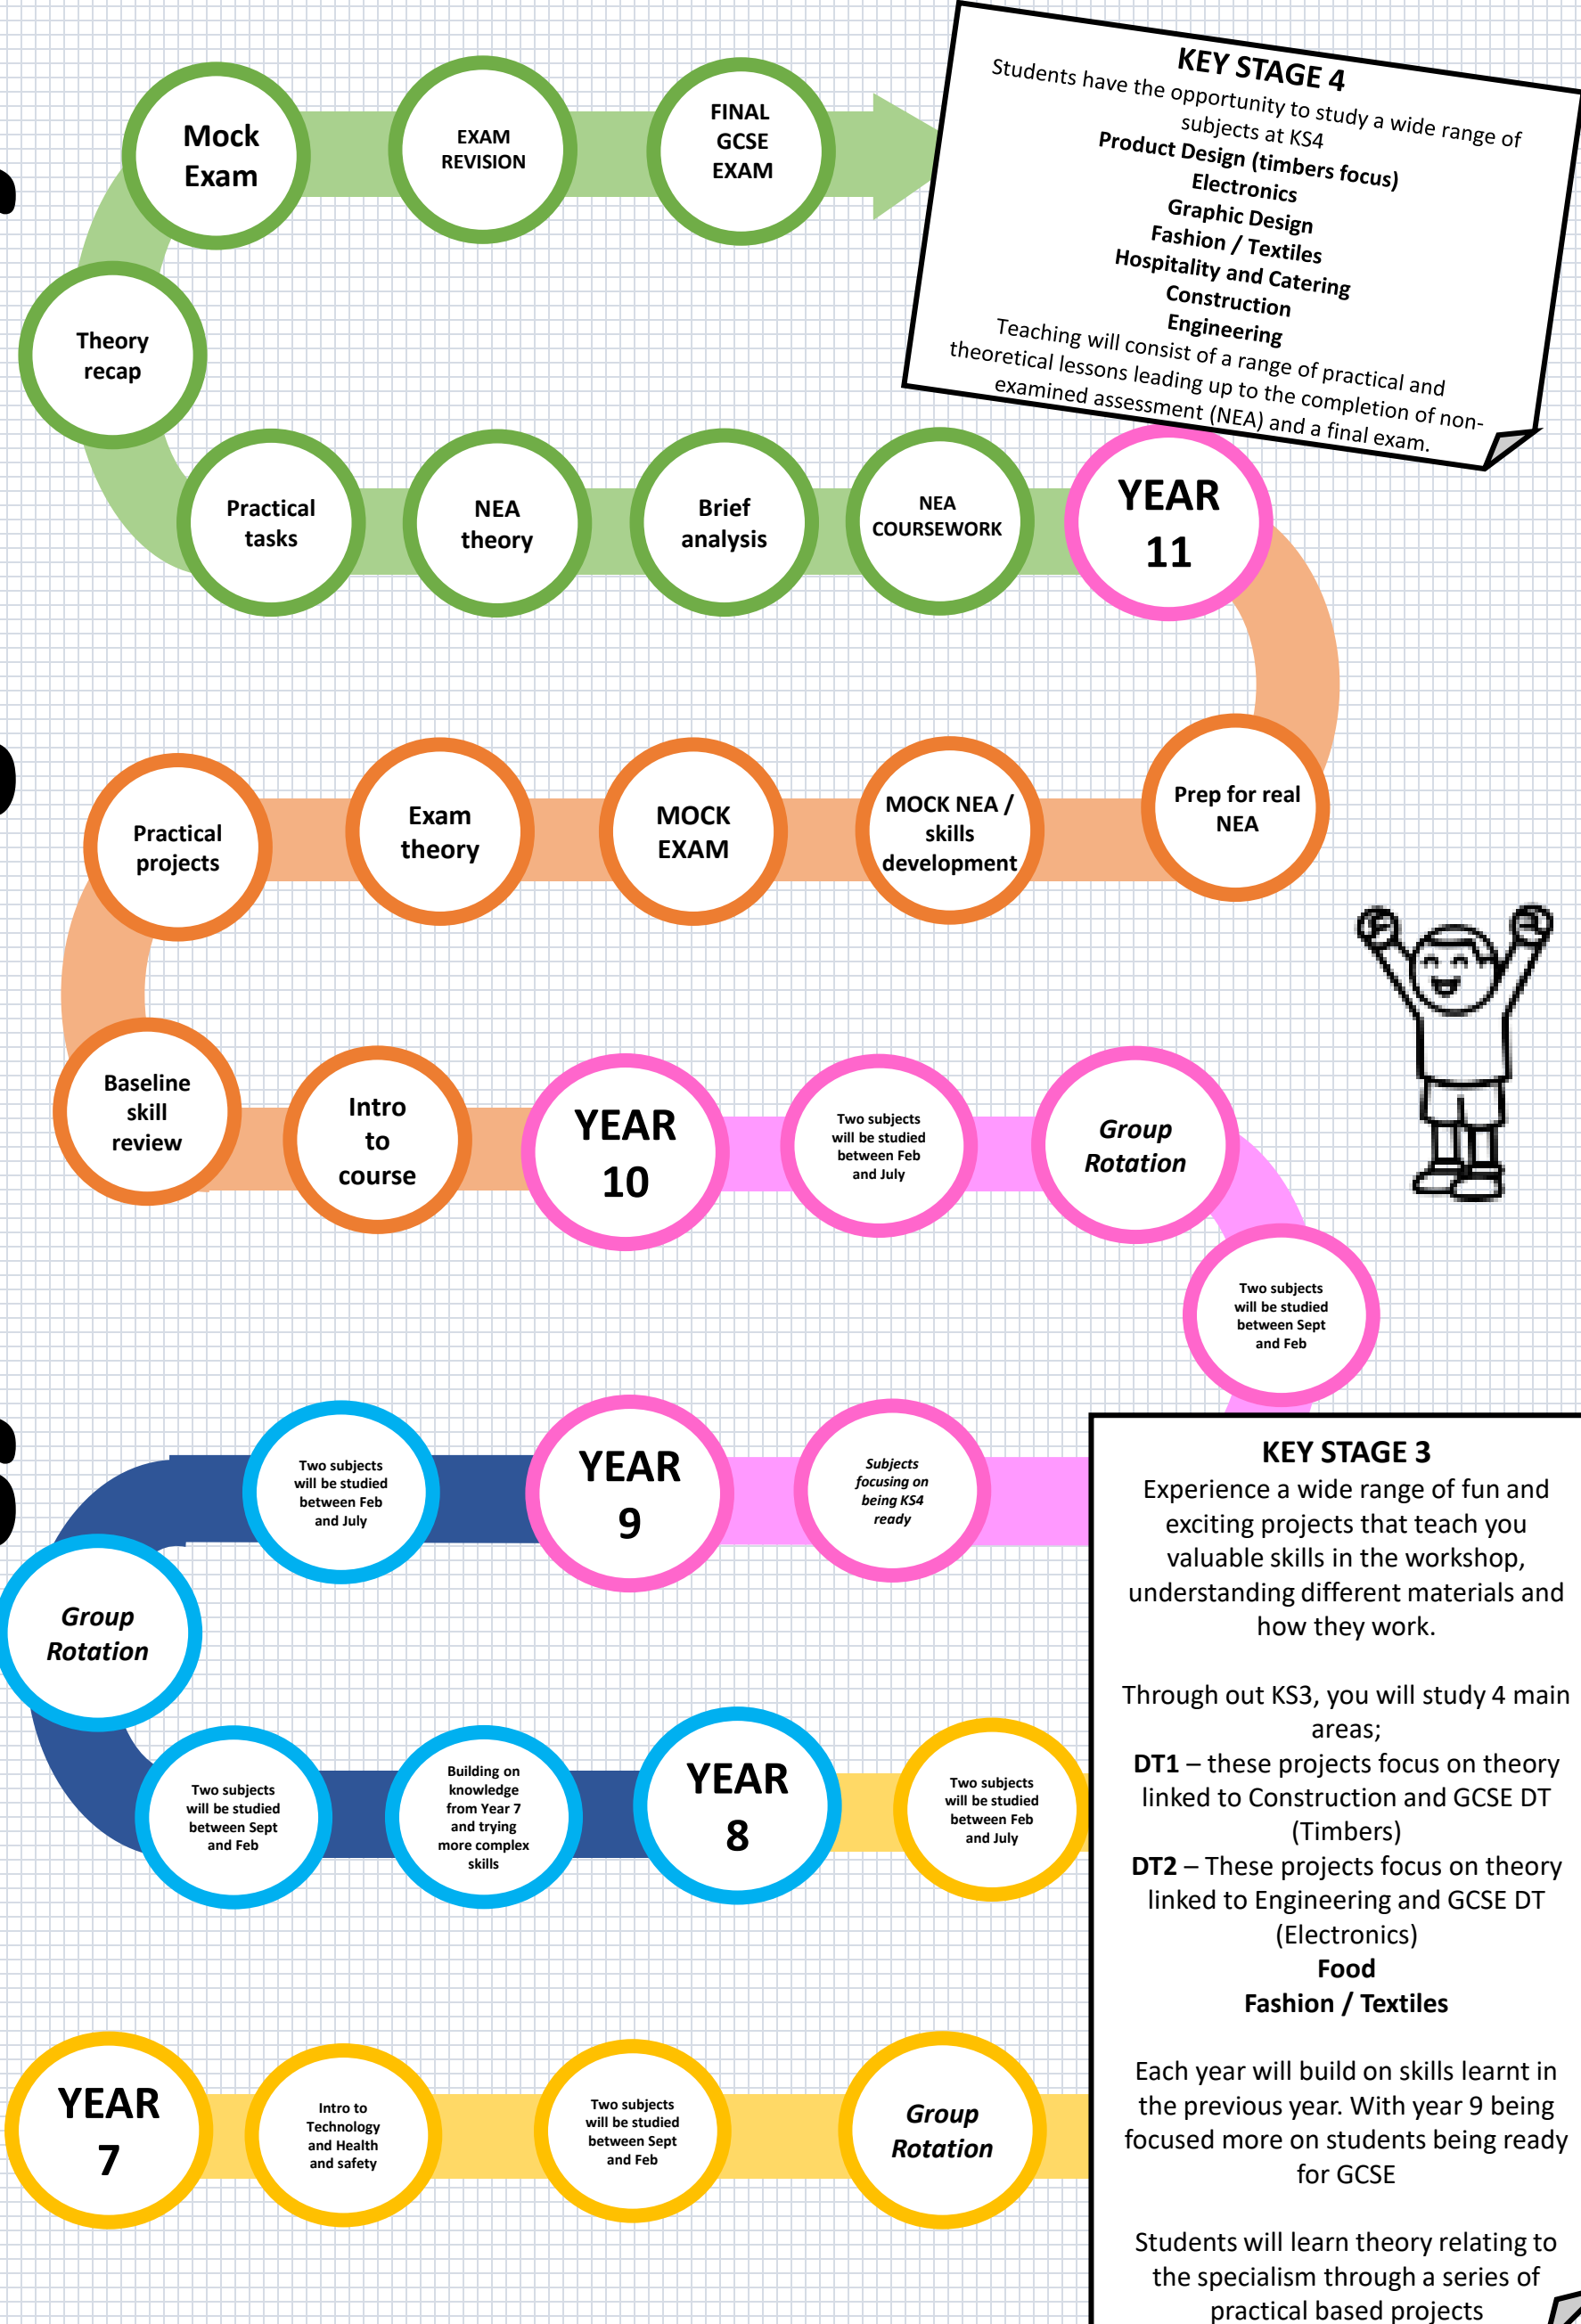 KEY STAGE 4
Students have the opportunity to study a wide range of
subjects at KS4
Product Design (timbers focus)
Electronics
Graphic Design
Fashion / Textiles
Hospitality and Catering
Construction
Engineering
Teaching will consist of a range of practical and
theoretical lessons leading up to the completion of non-
examined assessment (NEA) and a final exam.
Mock
Exam
EXAM
REVISION
FINAL
GCSE
EXAM
Theory
recap
Practical
tasks
NEA
theory
Brief
analysis
NEA
COURSEWORK
YEAR
11
Practical
projects
Exam
theory
MOCK
EXAM
MOCK NEA /
skills
development
Prep for real
NEA
Baseline
skill
review
Intro
to
course
YEAR
10
Two subjects
will be studied
between Feb
and July
Group
Rotation
Two subjects
will be studied
between Sept
and Feb
Two subjects
will be studied
between Feb
and July
YEAR
9
Subjects
focusing on
being KS4
ready
Group
Rotation
Two subjects
will be studied
between Sept
and Feb
Building on
knowledge
from Year 7
and trying
more complex
skills
YEAR
8
Two subjects
will be studied
between Feb
and July
YEAR
7
Intro to
Technology
and Health
and safety
Two subjects
will be studied
between Sept
and Feb
Group
Rotation
KEY STAGE 3
Experience a wide range of fun and
exciting projects that teach you
valuable skills in the workshop,
understanding different materials and
how they work.
Through out KS3, you will study 4 main
areas;
DT1 – these projects focus on theory
linked to Construction and GCSE DT
(Timbers)
DT2 – These projects focus on theory
linked to Engineering and GCSE DT
(Electronics)
Food
Fashion / Textiles
Each year will build on skills learnt in
the previous year. With year 9 being
focused more on students being ready
for GCSE
Students will learn theory relating to
the specialism through a series of
practical based projects